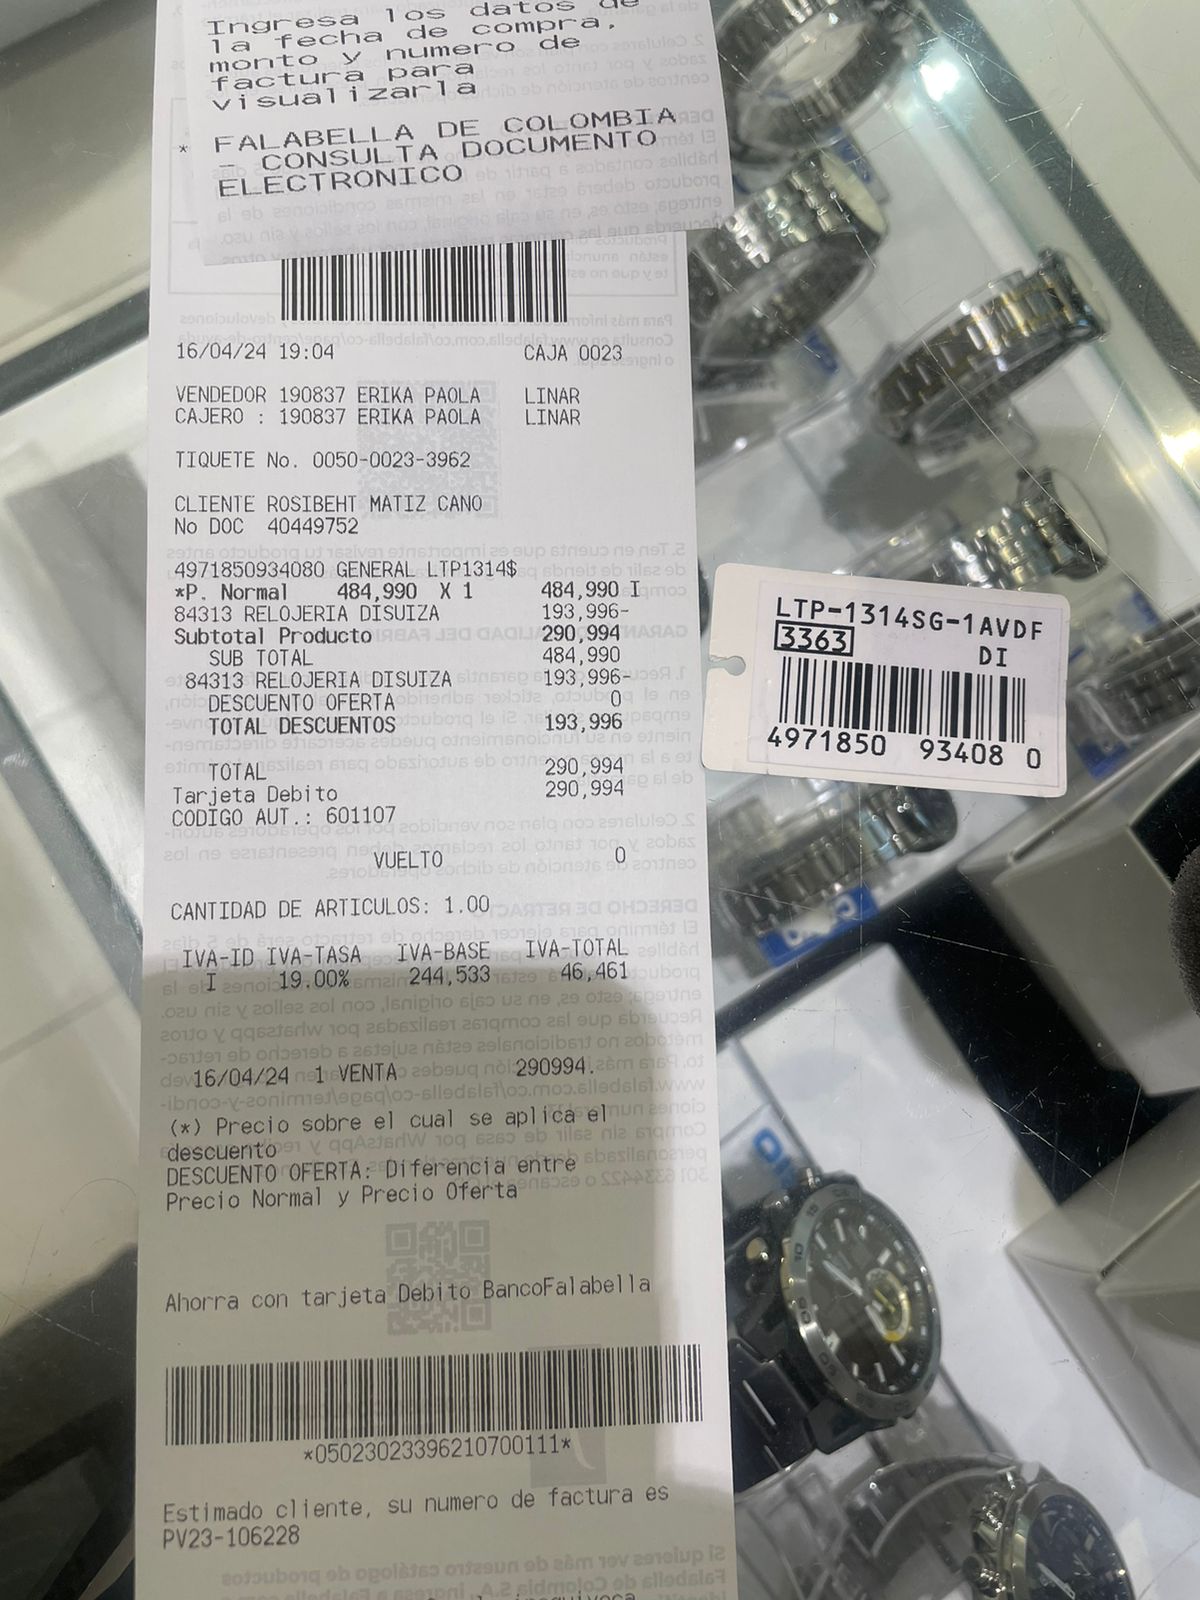 Ingresa los datos de
la fecha de compra,
monto y numero de
factura para
visualizarla
* FALABELLA DE COLOMBIA
- CONSULTA DOCUMENTO
ELECTRONICO
16/04/24 19:04 CAJA 0023
VENDEDOR 190837 ERIKA PAOLA LINAR
CAJERO : 190837 ERIKA PAOLA LINAR
TIQUETE No. 0050-0023-3962
CLIENTE ROSIBEHT MATIZ CANO
No DOC 40449752
4971850934080 GENERAL LTP1314$
*P. Normal 484,990 X 1 484,990 I
84313 RELOJERIA DISUIZA 193,996-
Subtotal Producto 290,994
SUB TOTAL 484,990
84313 RELOJERIA DISUIZA 193,996-
DESCUENTO OFERTA 0
TOTAL DESCUENTOS 193,996
TOTAL 290,994
Tarjeta Debito 290,994
CODIGO AUT.: 601107
VUELTO 0
CANTIDAD DE ARTICULOS: 1.00
IVA-ID IVA-TASA IVA-BASE IVA-TOTAL
I 19.00% 244,533 46,461
16/04/24 1 VENTA 290994.
(*) Precio sobre el cual se aplica el
descuento
DESCUENTO OFERTA: Diferencia entre
Precio Normal y Precio Oferta
Ahorra con tarjeta Debito BancoFalabella
*05023023396210700111*
Estimado cliente, su numero de factura es
PV23-106228
LTP-1314SG-1AVDF
3363 DI
4971850 93408 0